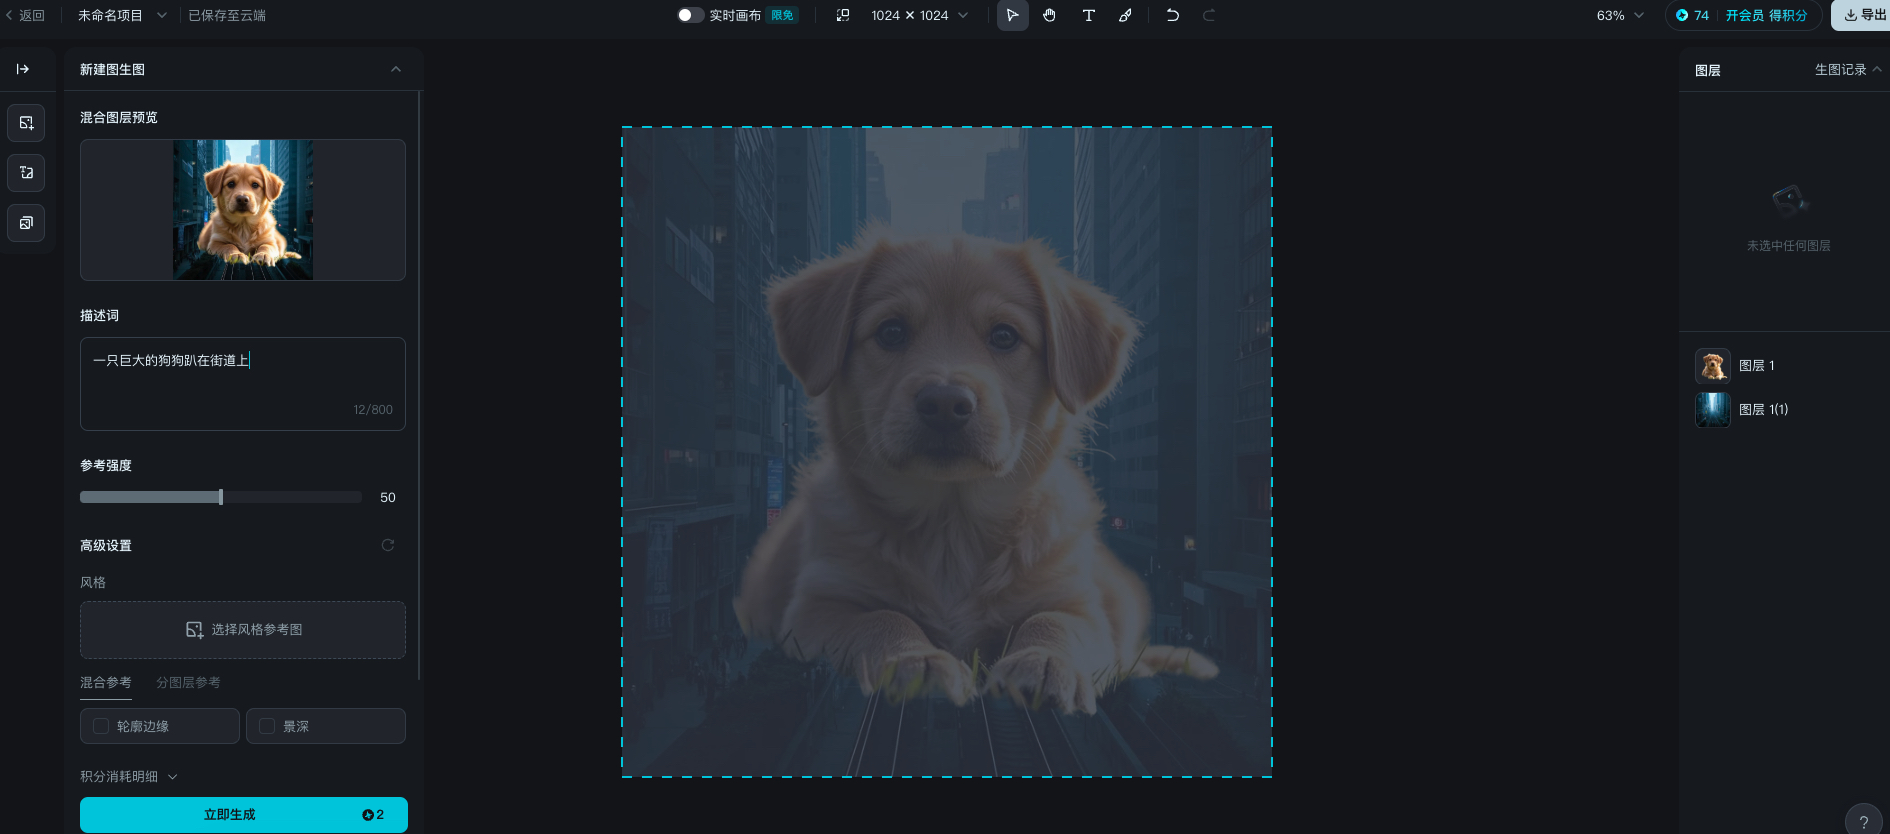 返回
未命名项目
已保存至云端
实时画布 限免
1024 × 1024
T
63%
74
开会员 得积分
导出
新建图生图
混合图层预览
描述词
一只巨大的狗狗趴在街道上
12/800
参考强度
50
高级设置
风格
选择风格参考图
混合参考 分图层参考
轮廓边缘 景深
积分消耗明细
立即生成 2
图层 生图记录
未选中任何图层
图层 1
图层 1(1)
?